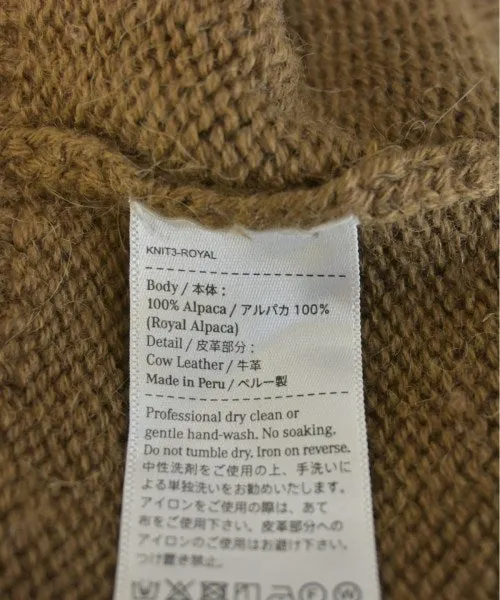 KNIT3-ROYAL
Body / 本体 :
100% Alpaca / アルパカ 100%
(Royal Alpaca)
Detail / 皮革部分 :
Cow Leather / 牛革
Made in Peru / ペルー製
Professional dry clean or
gentle hand-wash. No soaking.
Do not tumble dry. Iron on reverse.
中性洗剤をご使用の上、手洗いに
よる単独洗いをお勧めいたします。
アイロンをご使用の際は、あて
布をご使用下さい。皮革部分への
アイロンのご使用はお避け下さい。
つけ置き禁止。